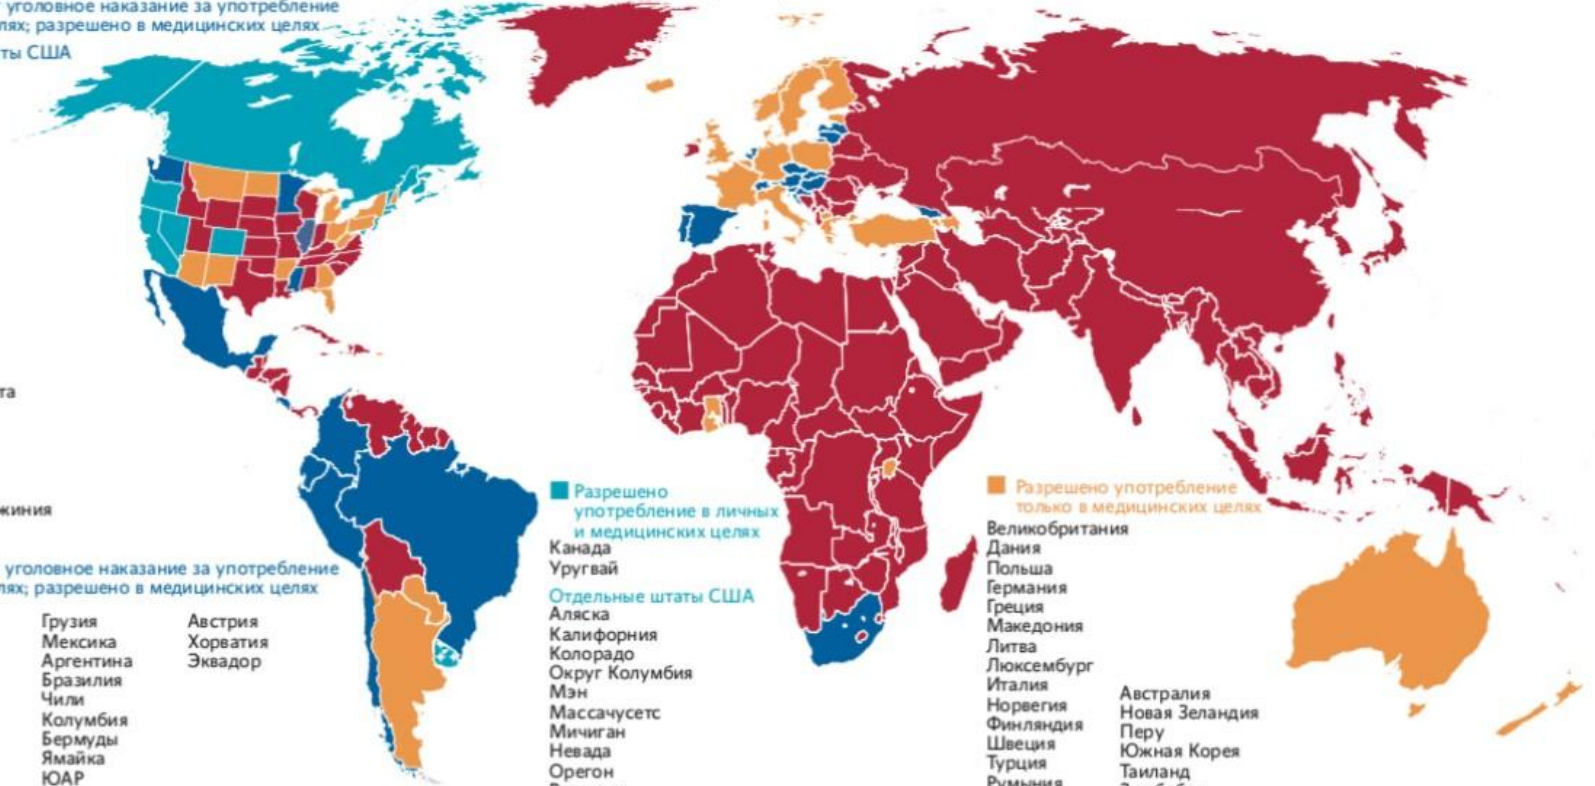 уголовное наказание за употребление
лях; разрешено в медицинских целях
ты США
та
жиния
уголовное наказание за употребление
лях; разрешено в медицинских целях
Грузия
Мексика
Аргентина
Бразилия
Чили
Колумбия
Бермуды
Ямайка
ЮАР
Австрия
Хорватия
Эквадор
Разрешено
употребление в личных
и медицинских целях
Канада
Уругвай
Отдельные штаты США
Аляска
Калифорния
Колорадо
Округ Колумбия
Мэн
Массачусетс
Мичиган
Невада
Орегон
Разрешено употребление
только в медицинских целях
Великобритания
Дания
Польша
Германия
Греция
Македония
Литва
Люксембург
Италия
Норвегия
Финляндия
Швеция
Турция
Румыния
Австралия
Новая Зеландия
Перу
Южная Корея
Таиланд